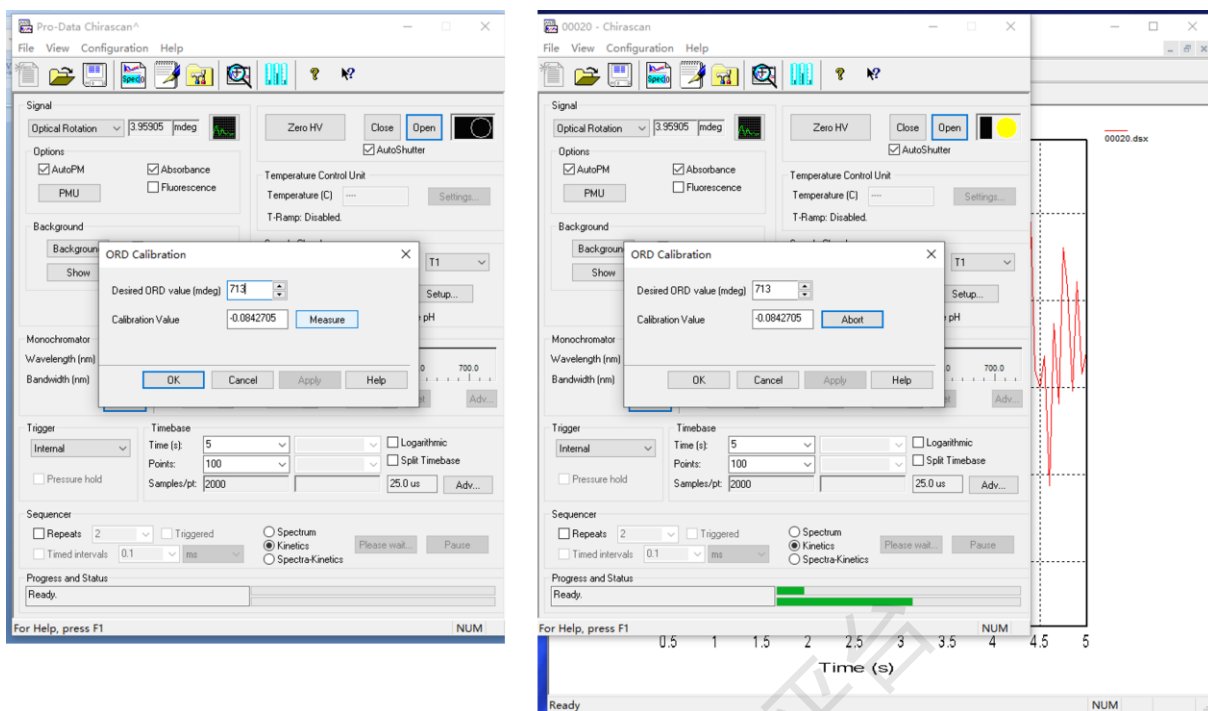 Pro-Data Chirascan^
File View Configuration Help
Spec
Signal
Optical Rotation 3.95905 mdeg
Zero HV Close Open
AutoShutter
Options
AutoPM Absorbance
PMU Fluorescence
Temperature Control Unit
Temperature (C) ---- Settings...
T-Ramp: Disabled.
Background
Background
Show
T1
Setup...
pH
ORD Calibration
Desired ORD value (mdeg) 713
Calibration Value -0.0842705 Measure
OK Cancel Apply Help
Monochromator
Wavelength (nm)
Bandwidth (nm)
700.0
Adv...
Trigger Timebase
Internal Time (s): 5 Logarithmic
Points: 100 Split Timebase
Pressure hold Samples/pt: 2000 25.0 us Adv...
Sequencer
Repeats 2 Triggered Spectrum
Kinetics Please wait... Pause
Timed intervals 0.1 ms Spectra-Kinetics
Progress and Status
Ready.
For Help, press F1 NUM
00020 - Chirascan
File View Configuration Help
Spec
Signal
Optical Rotation 3.95905 mdeg
Zero HV Close Open
AutoShutter
Options
AutoPM Absorbance
PMU Fluorescence
Temperature Control Unit
Temperature (C) ---- Settings...
T-Ramp: Disabled.
Background
Background
Show
T1
Setup...
pH
ORD Calibration
Desired ORD value (mdeg) 713
Calibration Value -0.0842705 Abort
OK Cancel Apply Help
Monochromator
Wavelength (nm)
Bandwidth (nm)
700.0
Adv...
Trigger Timebase
Internal Time (s): 5 Logarithmic
Points: 100 Split Timebase
Pressure hold Samples/pt: 2000 25.0 us Adv...
Sequencer
Repeats 2 Triggered Spectrum
Kinetics Please wait... Pause
Timed intervals 0.1 ms Spectra-Kinetics
Progress and Status
Ready.
For Help, press F1 NUM
00020.dsx
0.5 1 1.5 2 2.5 3 3.5 4 4.5 5
Time (s)
Ready NUM
平台